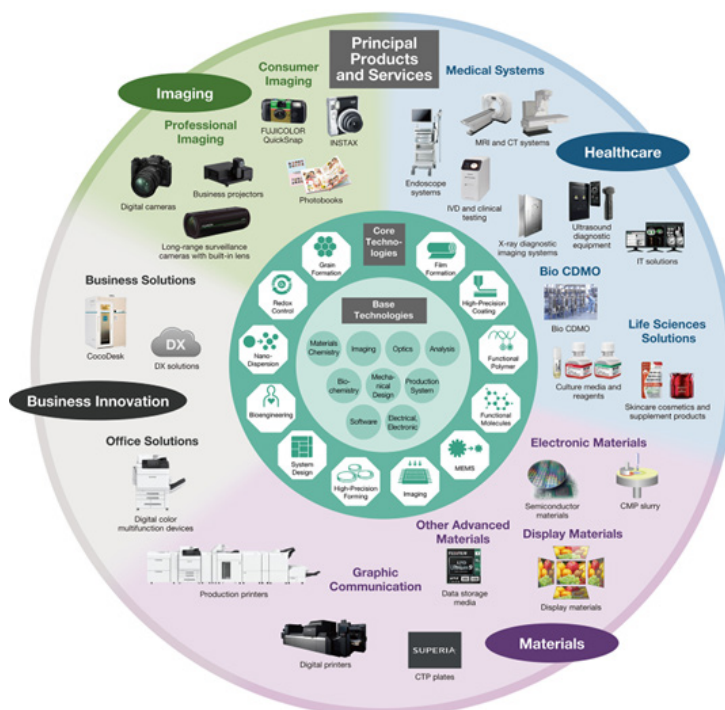 Principal
Products
and Services
Imaging
Consumer
Imaging
FUJICOLOR
QuickSnap
INSTAX
Professional
Imaging
Digital cameras
Business projectors
Photobooks
Long-range surveillance
cameras with built-in lens
Medical Systems
Healthcare
Endoscope
systems
MRI and CT systems
IVD and clinical
testing
X-ray diagnostic
imaging systems
Ultrasound
diagnostic
equipment
IT solutions
Bio CDMO
Bio CDMO
Life Sciences
Solutions
Culture media and
reagents
Skincare cosmetics and
supplement products
Business Solutions
CocoDesk
DX
DX solutions
Business Innovation
Office Solutions
Digital color
multifunction devices
Core
Techno-
logies
Grain
Formation
Film
Formation
Redox
Control
High-Precision
Coating
Nano-
Dispersion
Functional
Polymer
Bioengineering
Functional
Molecules
System
Design
MEMS
High-Precision
Forming
Imaging
Base
Technologies
Materials
Chemistry
Imaging
Optics
Analysis
Bio-
chemistry
Mecha-
nical
Design
Production
System
Software
Electrical,
Electronic
Electronic Materials
Semiconductor
materials
CMP slurry
Other Advanced
Materials
Data storage
media
Display Materials
Display materials
Graphic
Communication
Production printers
Digital printers
SUPERIA
CTP plates
Materials